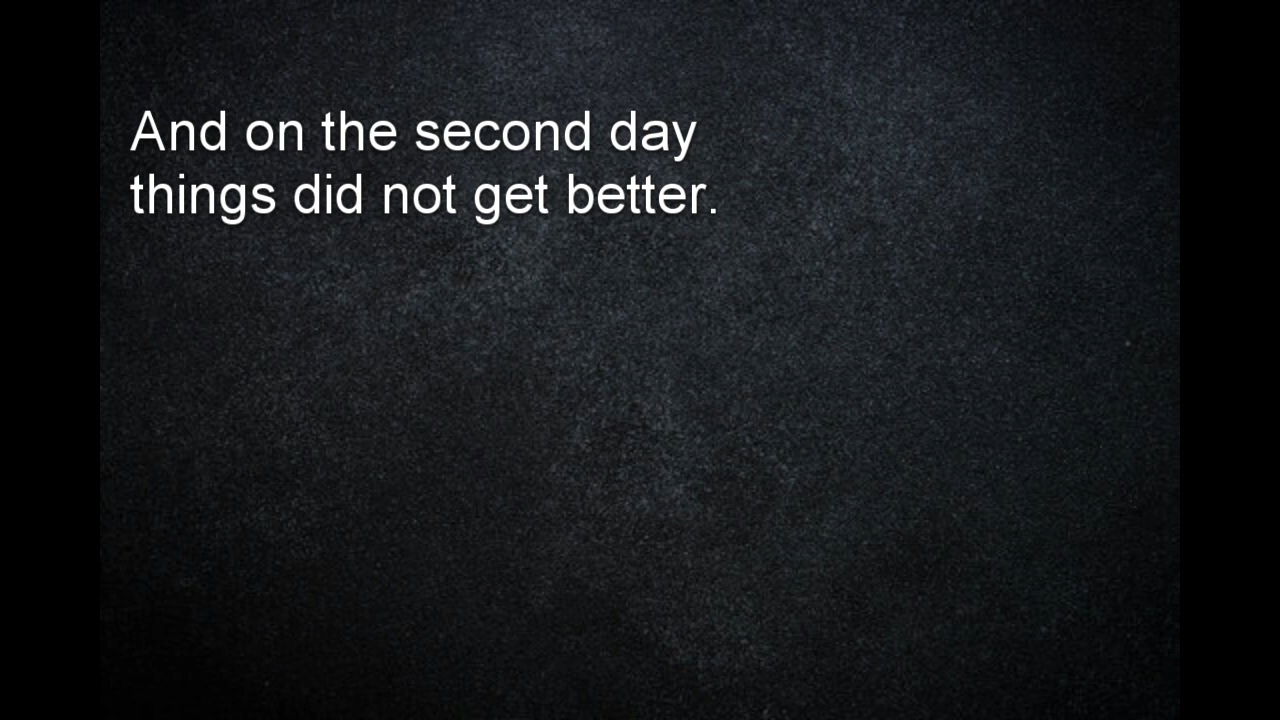 And on the second day
things did not get better.